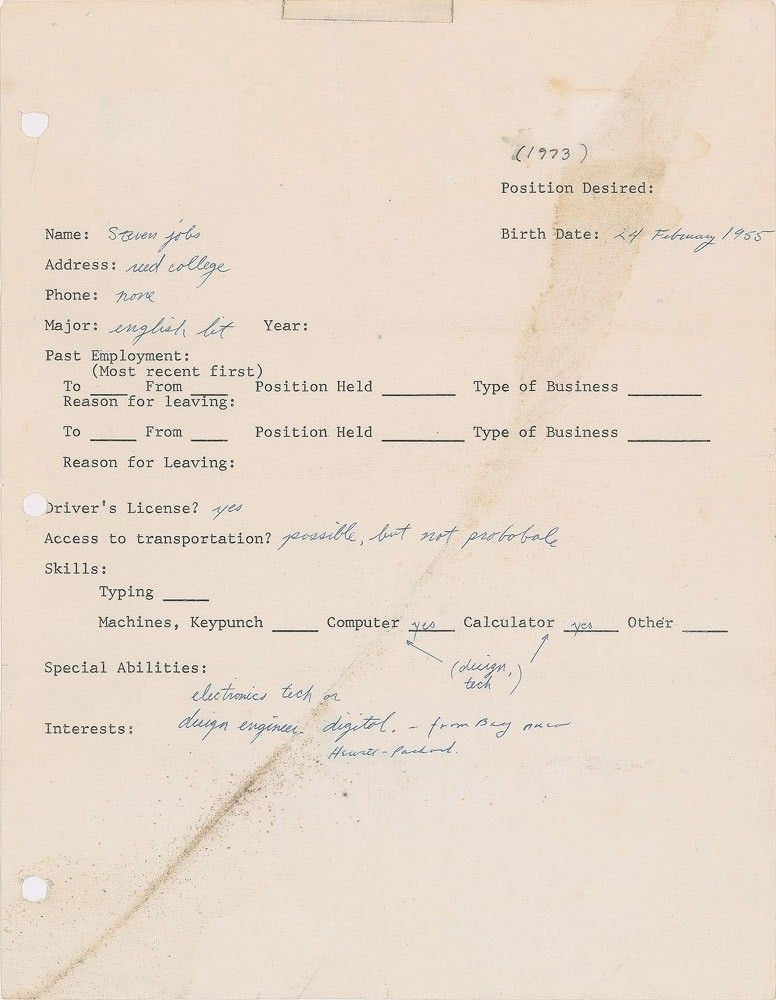 (1973)
Position Desired:
Name: Steven jobs
Birth Date: 24 February 1955
Address: reed college
Phone: none
Major: english lit Year:
Past Employment:
(Most recent first)
To ____ From ____ Position Held ________ Type of Business ________
Reason for leaving:
To ____ From ____ Position Held ________ Type of Business ________
Reason for Leaving:
Driver's License? yes
Access to transportation? possible, but not probobale
Skills:
Typing ____
Machines, Keypunch ____ Computer yes Calculator yes Other ____
(design,
tech)
Special Abilities:
electronics tech or
Interests: design engineer. digital. - from Bay
Hewitt-Packard.